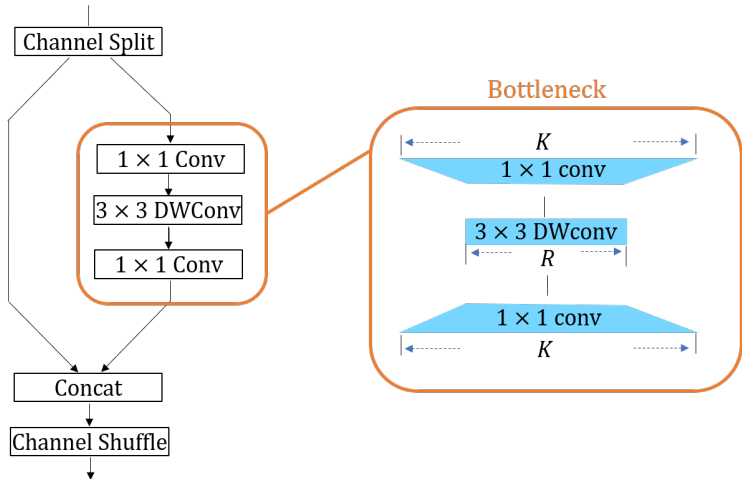 Channel Split
1 × 1 Conv
3 × 3 DWConv
1 × 1 Conv
Concat
Channel Shuffle
Bottleneck
K
1 × 1 conv
3 × 3 DWconv
R
1 × 1 conv
K